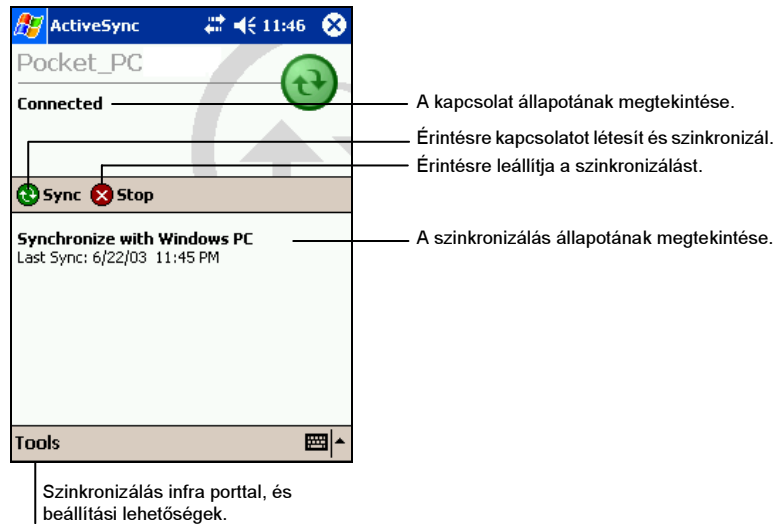 ActiveSync 11:46
Pocket_PC
Connected
A kapcsolat állapotának megtekintése.
Érintésre kapcsolatot létesít és szinkronizál.
Érintésre leállítja a szinkronizálást.
Sync Stop
Synchronize with Windows PC
A szinkronizálás állapotának megtekintése.
Last Sync: 6/22/03 11:45 PM
Tools
Szinkronizálás infra porttal, és
beállítási lehetőségek.